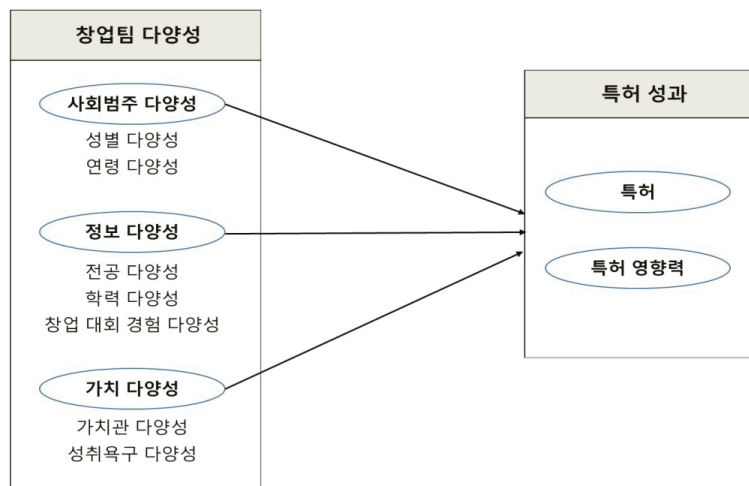 창업팀 다양성
사회범주 다양성
성별 다양성
연령 다양성
정보 다양성
전공 다양성
학력 다양성
창업 대회 경험 다양성
가치 다양성
가치관 다양성
성취욕구 다양성
특허 성과
특허
특허 영향력